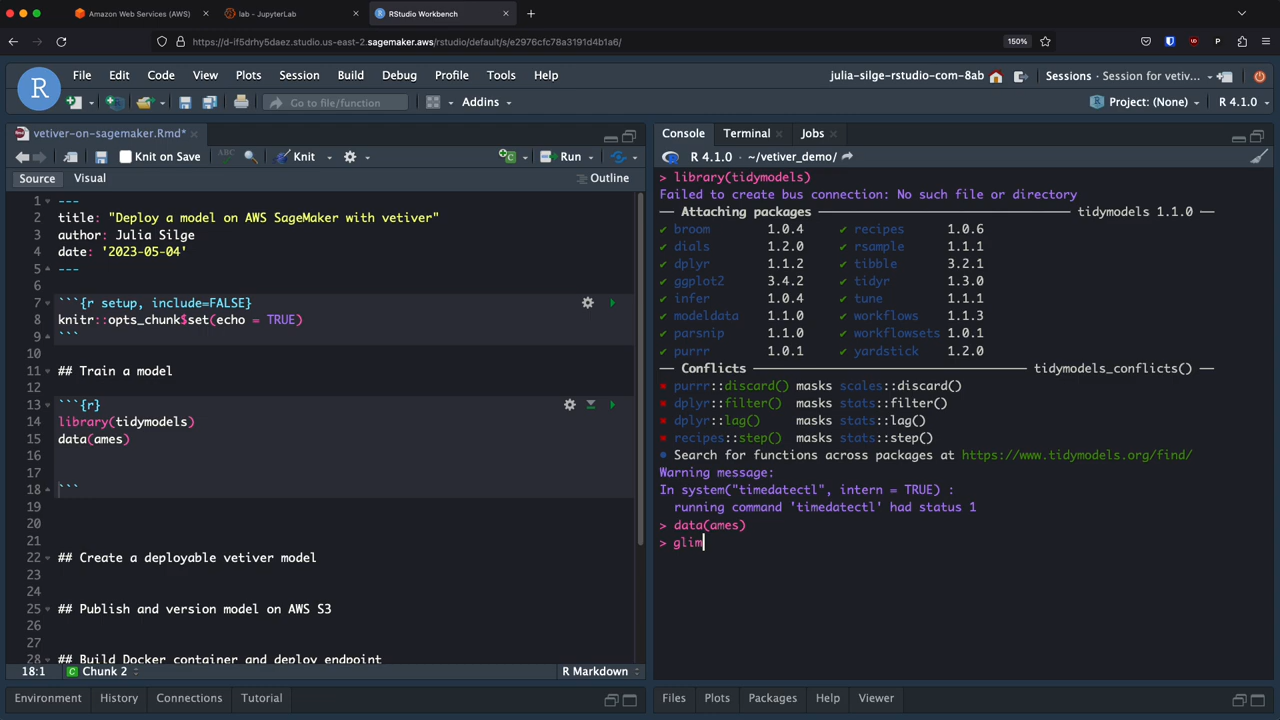 Amazon Web Services (AWS)
lab - JupyterLab
RStudio Workbench
https://d-if5drhy5daez.studio.us-east-2.sagemaker.aws/rstudio/default/s/e2976cfc78a3191d4b1a6/
150%
R
File Edit Code View Plots Session Build Debug Profile Tools Help
julia-silge-rstudio-com-8ab
Sessions
Session for vetiv...
Go to file/function
Addins
Project: (None)
R 4.1.0
vetiver-on-sagemaker.Rmd*
Knit on Save
ABC
Knit
Run
Source
Visual
Outline
1 ---
2 title: "Deploy a model on AWS SageMaker with vetiver"
3 author: Julia Silge
4 date: '2023-05-04'
5 ---
6
7 ```{r setup, include=FALSE}
8 knitr::opts_chunk$set(echo = TRUE)
9 ```
10
11 ## Train a model
12
13 ```{r}
14 library(tidymodels)
15 data(ames)
16
17
18 ```
19
20
21
22 ## Create a deployable vetiver model
23
24
25 ## Publish and version model on AWS S3
26
27
28 ## Build Docker container and deploy endpoint
18:1
Chunk 2
R Markdown
Environment History Connections Tutorial
Console Terminal Jobs
R 4.1.0 · ~/vetiver_demo/
> library(tidymodels)
Failed to create bus connection: No such file or directory
— Attaching packages ———— tidymodels 1.1.0 —
✔ broom 1.0.4 ✔ recipes 1.0.6
✔ dials 1.2.0 ✔ rsample 1.1.1
✔ dplyr 1.1.2 ✔ tibble 3.2.1
✔ ggplot2 3.4.2 ✔ tidyr 1.3.0
✔ infer 1.0.4 ✔ tune 1.1.1
✔ modeldata 1.1.0 ✔ workflows 1.1.3
✔ parsnip 1.1.0 ✔ workflowsets 1.0.1
✔ purrr 1.0.1 ✔ yardstick 1.2.0
— Conflicts ———— tidymodels_conflicts() —
✖ purrr::discard() masks scales::discard()
✖ dplyr::filter() masks stats::filter()
✖ dplyr::lag() masks stats::lag()
✖ recipes::step() masks stats::step()
• Search for functions across packages at https://www.tidymodels.org/find/
Warning message:
In system("timedatectl", intern = TRUE) :
running command 'timedatectl' had status 1
> data(ames)
> glim
Files Plots Packages Help Viewer